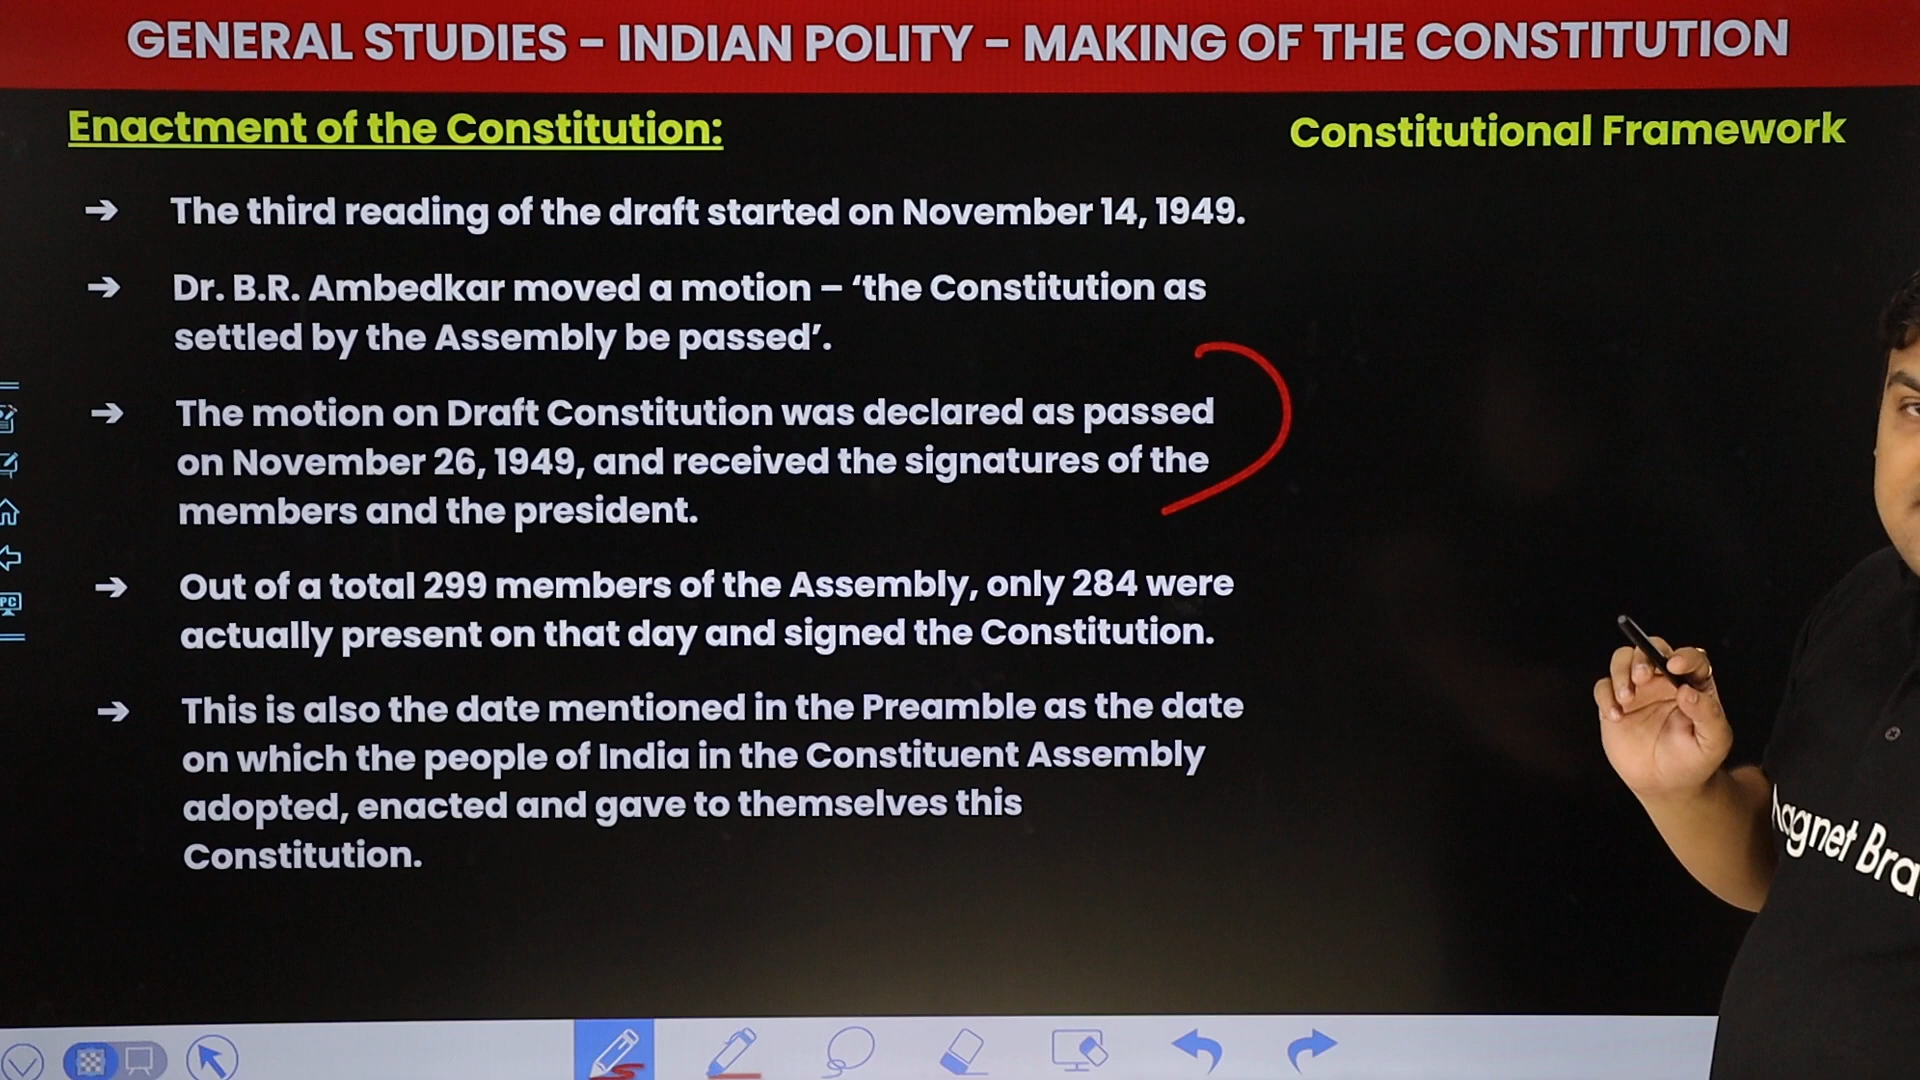 GENERAL STUDIES – INDIAN POLITY – MAKING OF THE CONSTITUTION
Enactment of the Constitution:
Constitutional Framework
➔ The third reading of the draft started on November 14, 1949.
➔ Dr. B.R. Ambedkar moved a motion – ‘the Constitution as
settled by the Assembly be passed’.
➔ The motion on Draft Constitution was declared as passed
on November 26, 1949, and received the signatures of the
members and the president.
➔ Out of a total 299 members of the Assembly, only 284 were
actually present on that day and signed the Constitution.
➔ This is also the date mentioned in the Preamble as the date
on which the people of India in the Constituent Assembly
adopted, enacted and gave to themselves this
Constitution.
PC
agnet Bra